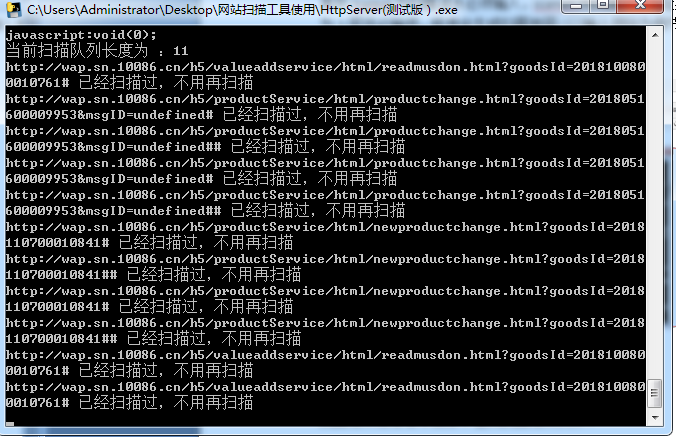 C:\Users\Administrator\Desktop\网站扫描工具使用\HttpServer(测试版).exe
javascript:void(0);
当前扫描队列长度为 ：11
http://wap.sn.10086.cn/h5/valueaddservice/html/readmusdon.html?goodsId=201810080
0010761# 已经扫描过，不用再扫描
http://wap.sn.10086.cn/h5/productService/html/productchange.html?goodsId=2018051
600009953&msgID=undefined# 已经扫描过，不用再扫描
http://wap.sn.10086.cn/h5/productService/html/productchange.html?goodsId=2018051
600009953&msgID=undefined## 已经扫描过，不用再扫描
http://wap.sn.10086.cn/h5/productService/html/productchange.html?goodsId=2018051
600009953&msgID=undefined# 已经扫描过，不用再扫描
http://wap.sn.10086.cn/h5/productService/html/productchange.html?goodsId=2018051
600009953&msgID=undefined## 已经扫描过，不用再扫描
http://wap.sn.10086.cn/h5/productService/html/newproductchange.html?goodsId=2018
110700010841# 已经扫描过，不用再扫描
http://wap.sn.10086.cn/h5/productService/html/newproductchange.html?goodsId=2018
110700010841## 已经扫描过，不用再扫描
http://wap.sn.10086.cn/h5/productService/html/newproductchange.html?goodsId=2018
110700010841# 已经扫描过，不用再扫描
http://wap.sn.10086.cn/h5/productService/html/newproductchange.html?goodsId=2018
110700010841## 已经扫描过，不用再扫描
http://wap.sn.10086.cn/h5/valueaddservice/html/readmusdon.html?goodsId=201810080
0010761# 已经扫描过，不用再扫描
http://wap.sn.10086.cn/h5/valueaddservice/html/readmusdon.html?goodsId=201810080
0010761# 已经扫描过，不用再扫描